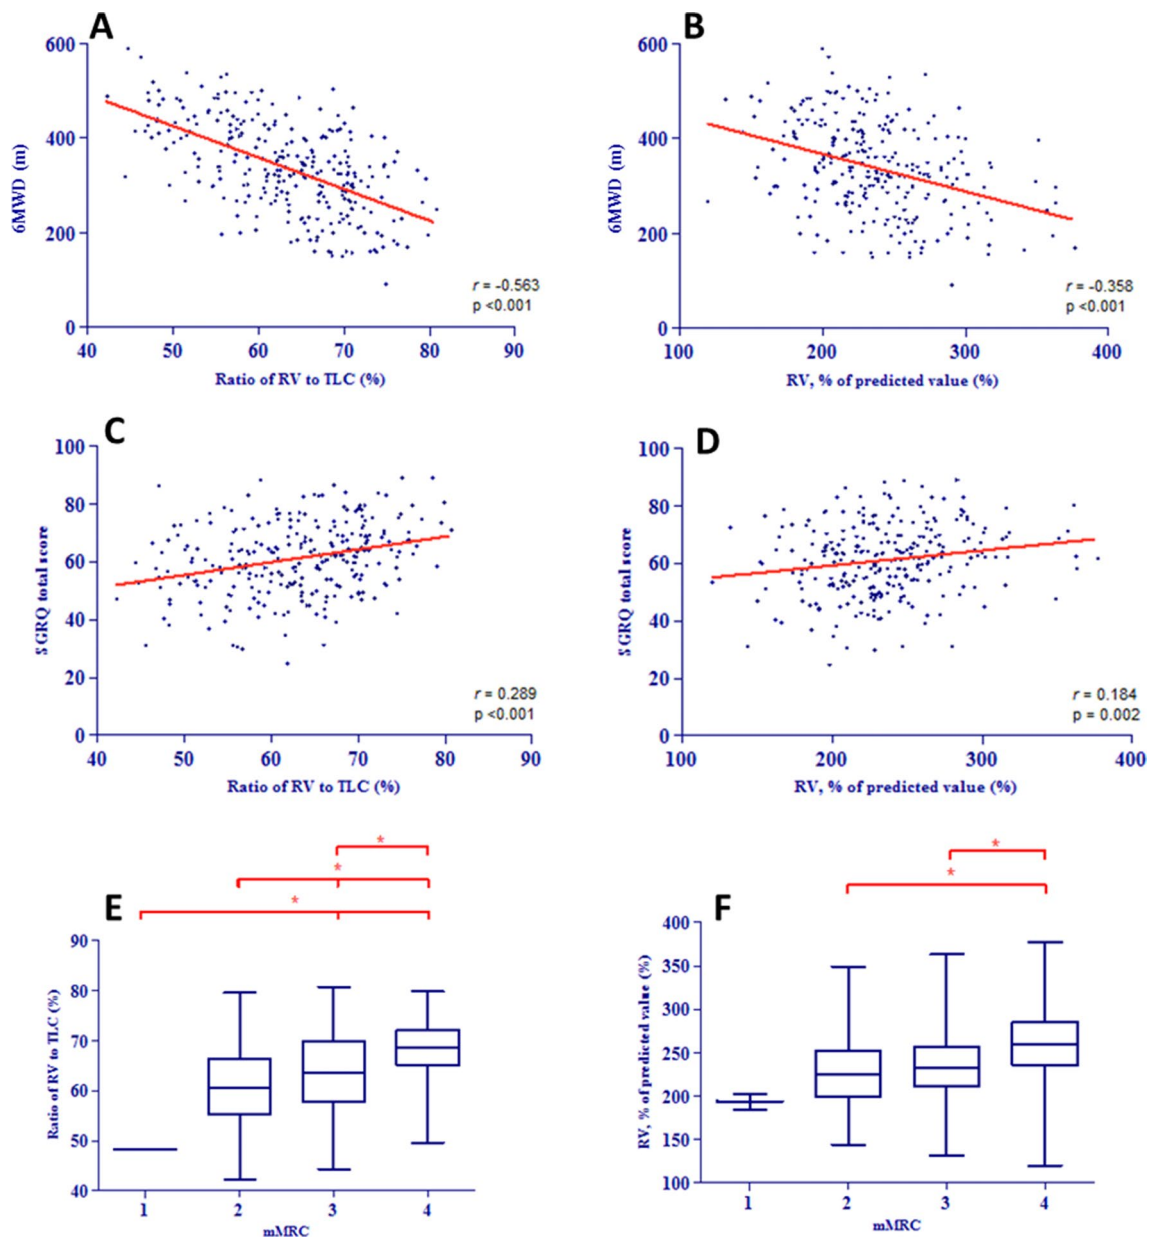 A
B
600
400
200
0
6MWD (m)
r = -0.563
p <0.001
40 50 60 70 80 90
Ratio of RV to TLC (%)
600
400
200
0
6MWD (m)
r = -0.358
p <0.001
100 200 300 400
RV, % of predicted value (%)
C
D
100
80
60
40
20
0
SGRQ total score
r = 0.289
p <0.001
40 50 60 70 80 90
Ratio of RV to TLC (%)
100
80
60
40
20
0
SGRQ total score
r = 0.184
p = 0.002
100 200 300 400
RV, % of predicted value (%)
E
F
*
*
*
90
80
70
60
50
40
Ratio of RV to TLC (%)
1 2 3 4
mMRC
*
*
400
350
300
250
200
150
100
RV, % of predicted value (%)
1 2 3 4
mMRC